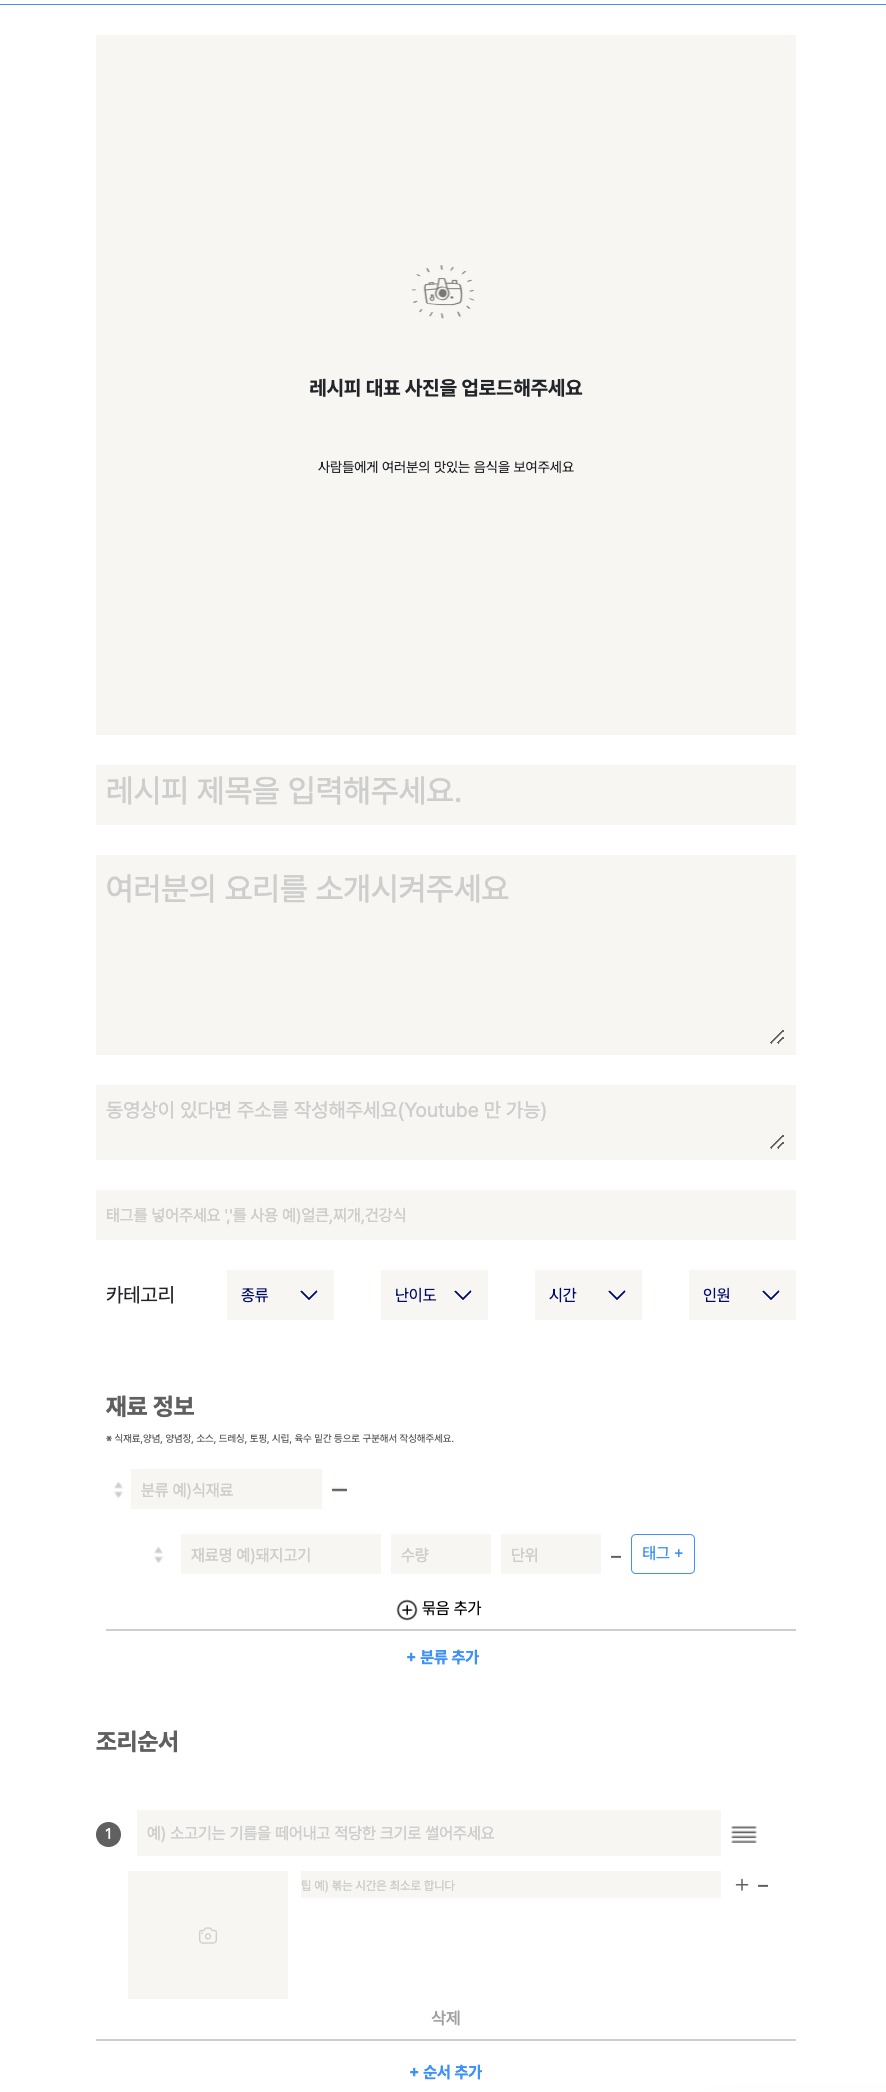 레시피 대표 사진을 업로드해주세요
사람들에게 여러분의 맛있는 음식을 보여주세요
레시피 제목을 입력해주세요.
여러분의 요리를 소개시켜주세요
동영상이 있다면 주소를 작성해주세요(Youtube 만 가능)
태그를 넣어주세요 ','를 사용 예)얼큰,찌개,건강식
카테고리 종류 난이도 시간 인원
재료 정보
* 식재료,양념, 양념장, 소스, 드레싱, 토핑, 시럽, 육수 밑간 등으로 구분해서 작성해주세요.
분류 예)식재료
재료명 예)돼지고기 수량 단위 태그 +
묶음 추가
+ 분류 추가
조리순서
1 예) 소고기는 기름을 떼어내고 적당한 크기로 썰어주세요
팁 예) 볶는 시간은 최소로 합니다
삭제
+ 순서 추가